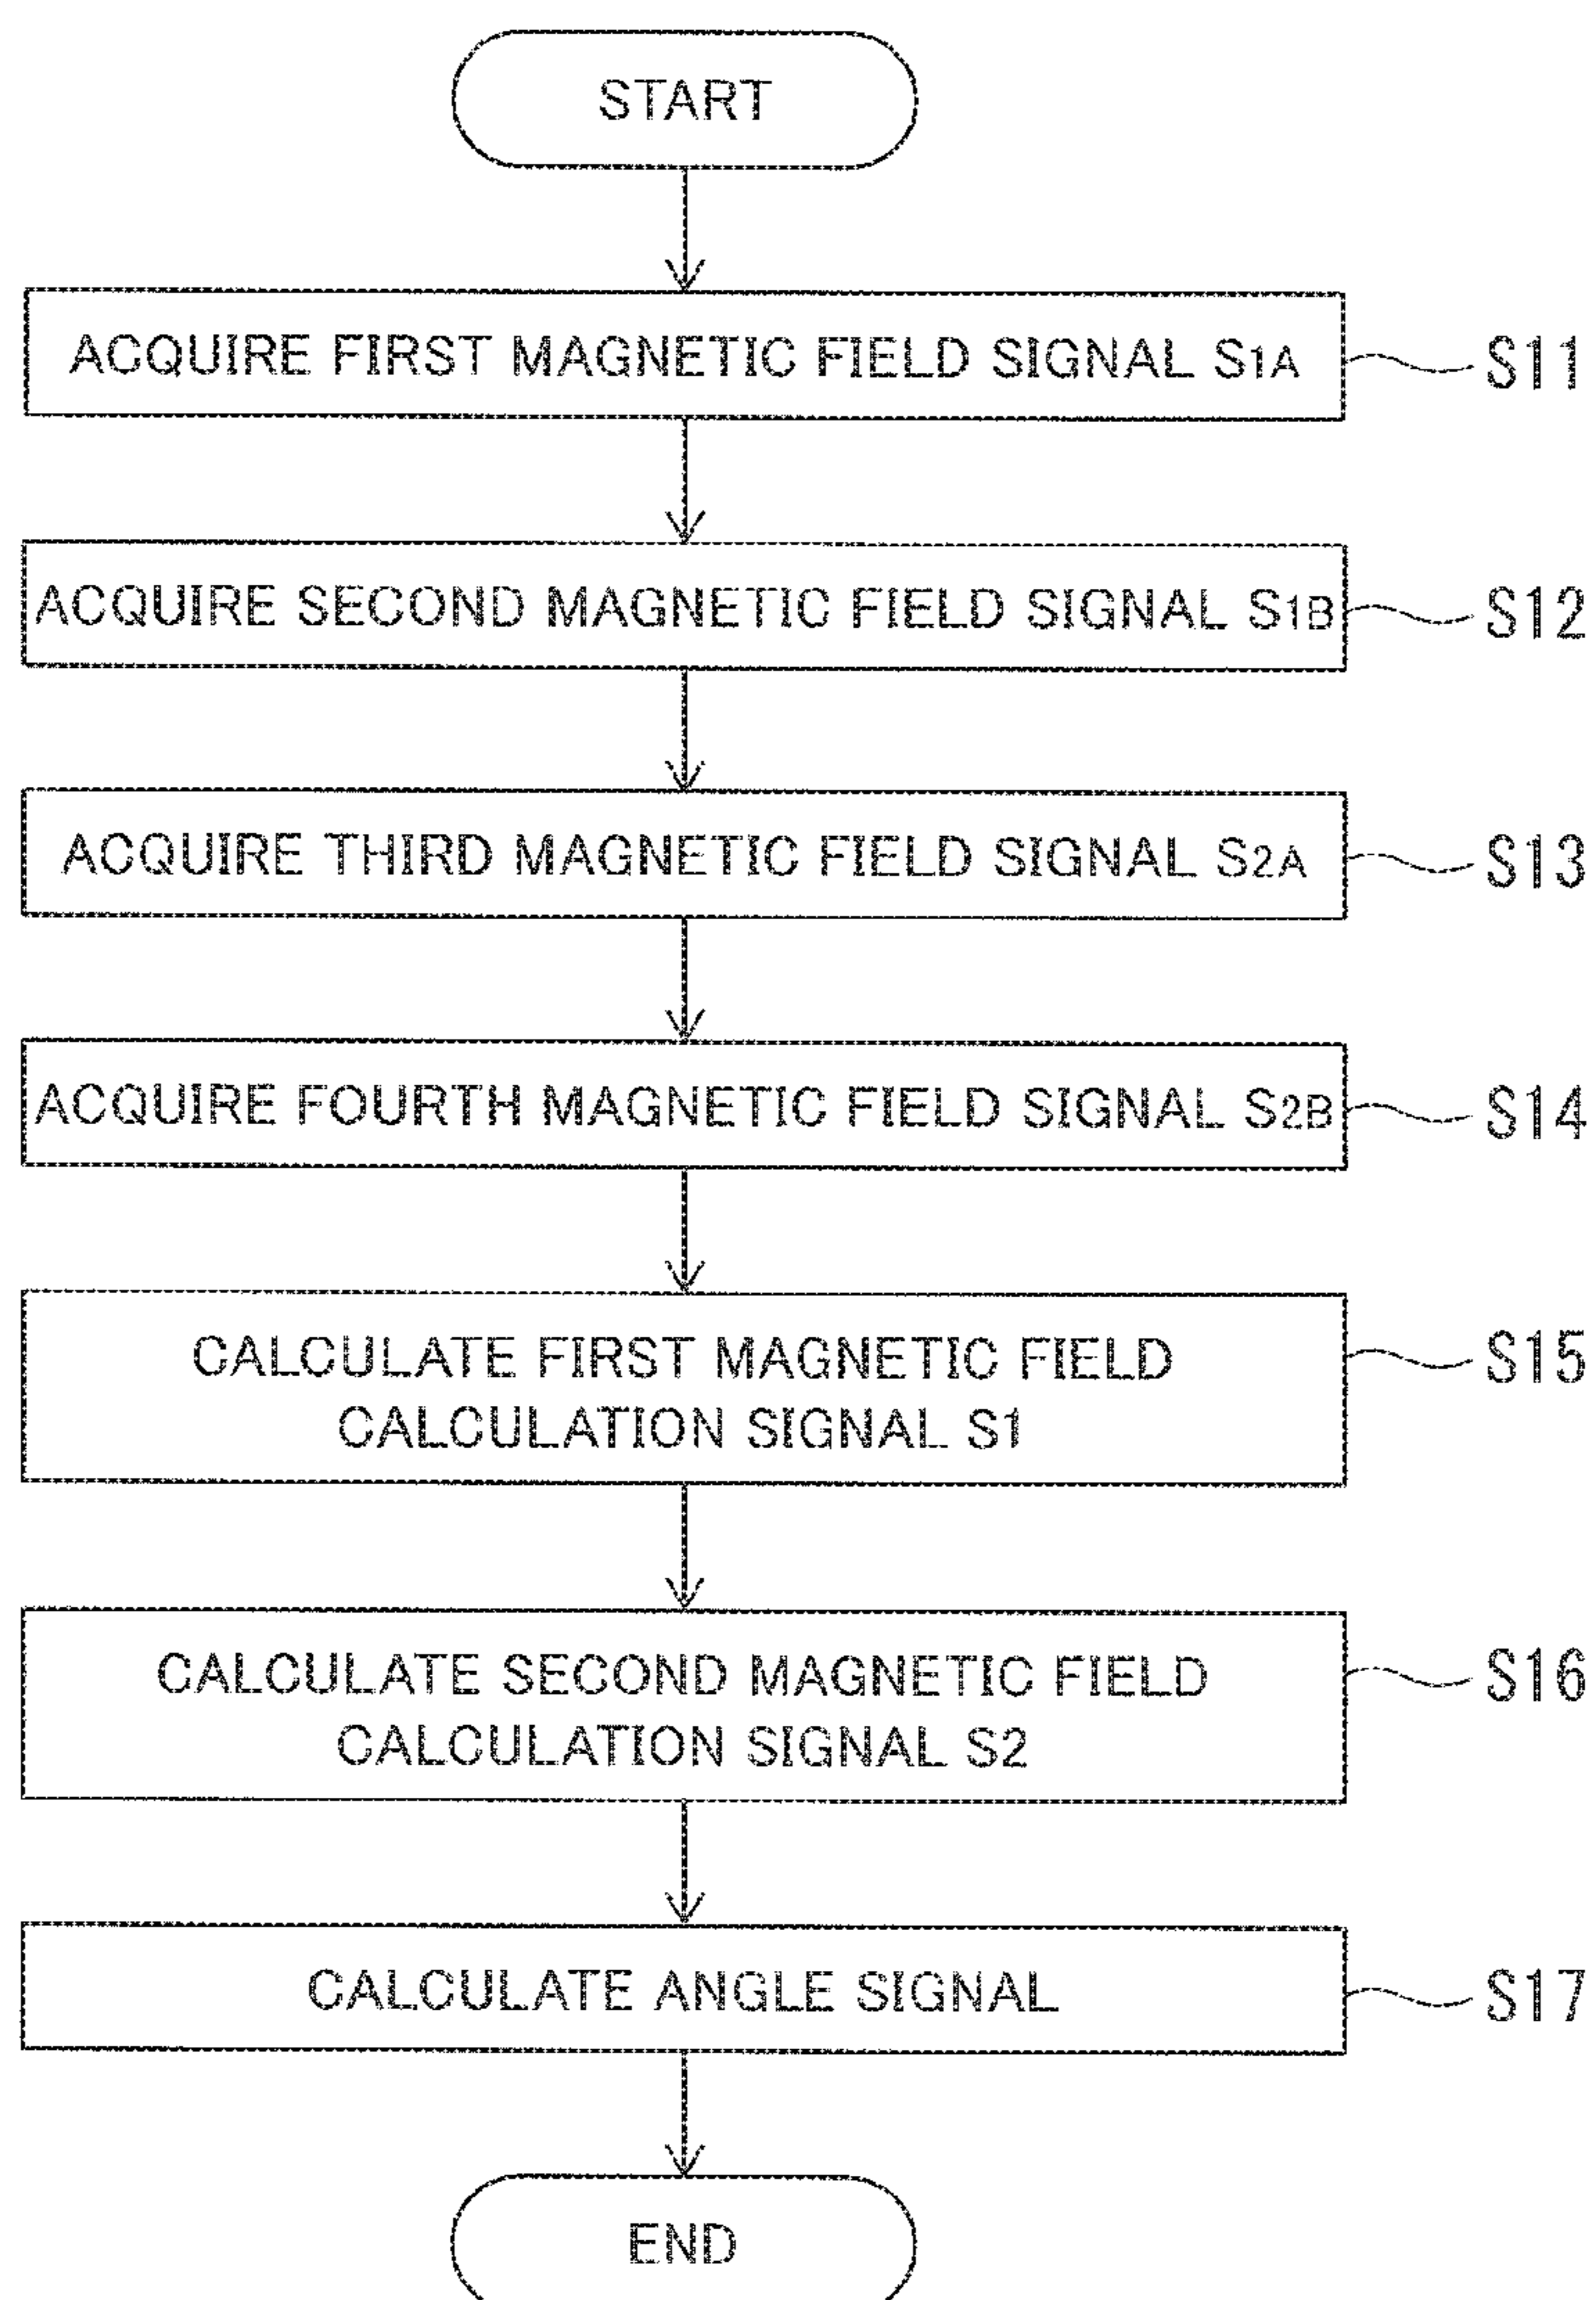 START
ACQUIRE FIRST MAGNETIC FIELD SIGNAL S1A
S11
ACQUIRE SECOND MAGNETIC FIELD SIGNAL S1B
S12
ACQUIRE THIRD MAGNETIC FIELD SIGNAL S2A
S13
ACQUIRE FOURTH MAGNETIC FIELD SIGNAL S2B
S14
CALCULATE FIRST MAGNETIC FIELD
CALCULATION SIGNAL S1
S15
CALCULATE SECOND MAGNETIC FIELD
CALCULATION SIGNAL S2
S16
CALCULATE ANGLE SIGNAL
S17
END